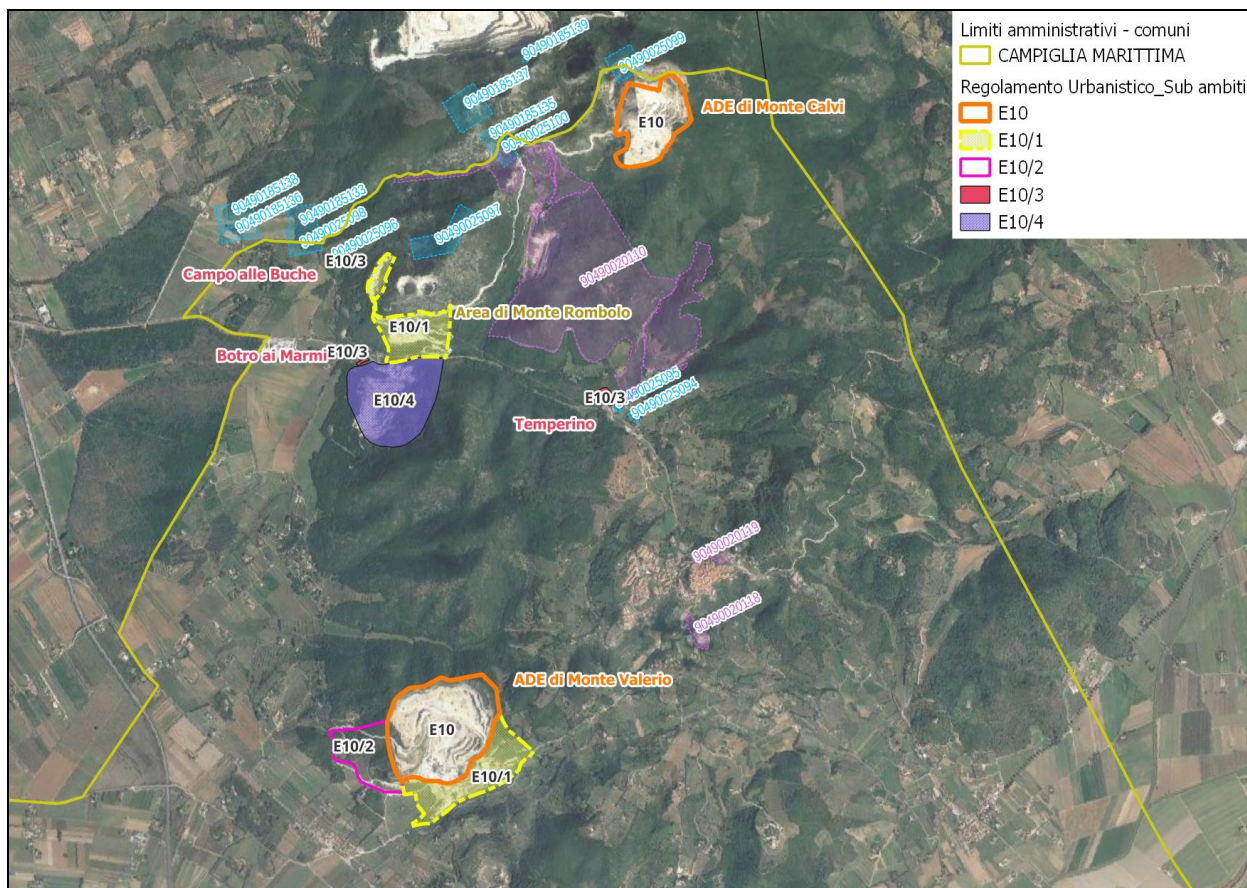 Limiti amministrativi - comuni
CAMPIGLIA MARITTIMA
Regolamento Urbanistico_Sub ambiti
E10
E10/1
E10/2
E10/3
E10/4
90490185139
90490025099
90490185137
90490185135
90490025100
ADE di Monte Calvi
E10
90490185138
90490185136
90490185133
90490025098
90490025096
90490025097
90490020110
E10/3
Campo alle Buche
Area di Monte Rombolo
E10/1
Botro ai Marmi
E10/3
E10/4
E10/3
90490025095
90490025094
Temperino
90490020119
90490020118
ADE di Monte Valerio
E10
E10/2
E10/1